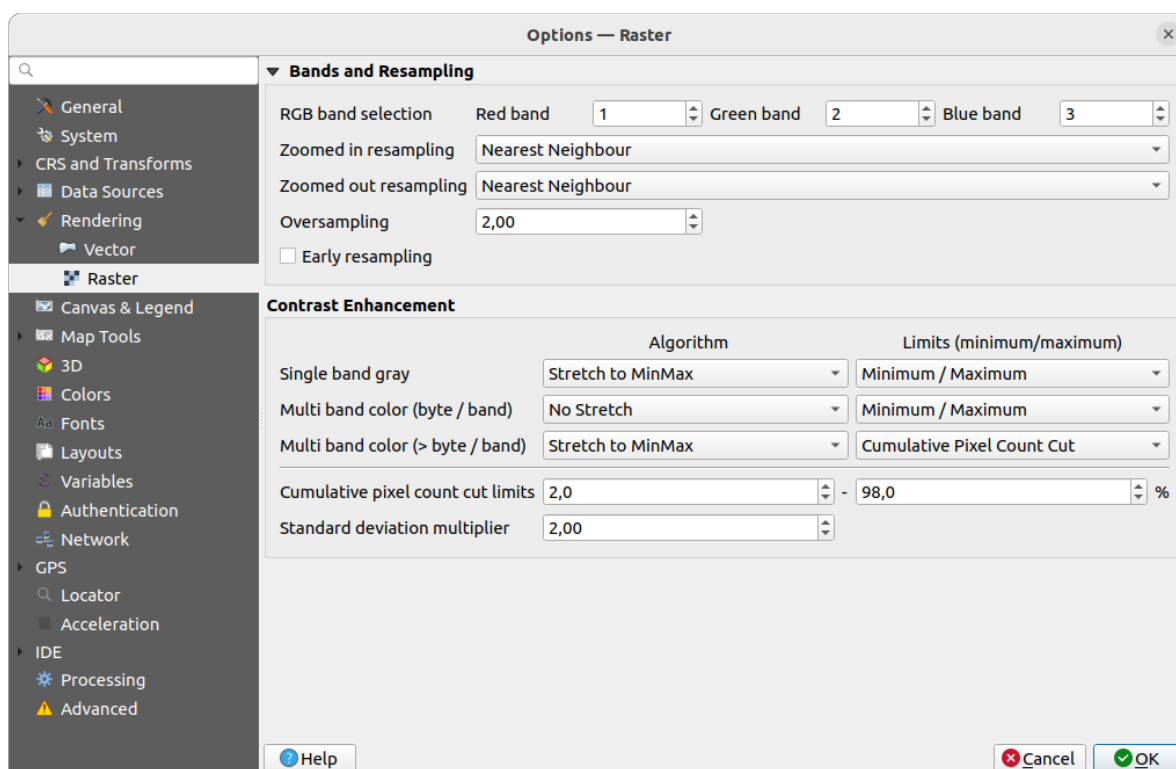 Options — Raster
General
System
CRS and Transforms
Data Sources
Rendering
Vector
Raster
Canvas & Legend
Map Tools
3D
Colors
Fonts
Layouts
Variables
Authentication
Network
GPS
Locator
Acceleration
IDE
Processing
Advanced
Bands and Resampling
RGB band selection Red band 1 Green band 2 Blue band 3
Zoomed in resampling Nearest Neighbour
Zoomed out resampling Nearest Neighbour
Oversampling 2,00
Early resampling
Contrast Enhancement
Algorithm Limits (minimum/maximum)
Single band gray Stretch to MinMax Minimum / Maximum
Multi band color (byte / band) No Stretch Minimum / Maximum
Multi band color (> byte / band) Stretch to MinMax Cumulative Pixel Count Cut
Cumulative pixel count cut limits 2,0 - 98,0 %
Standard deviation multiplier 2,00
Help Cancel OK